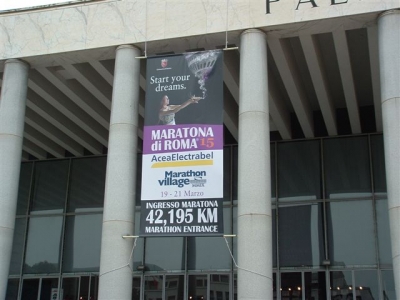 PALA
Start your
dreams.
MARATONA
di ROMA '15
AceaElectrabel
Marathon
village
19 - 21 Marzo
INGRESSO MARATONA
42,195 KM
MARATHON ENTRANCE